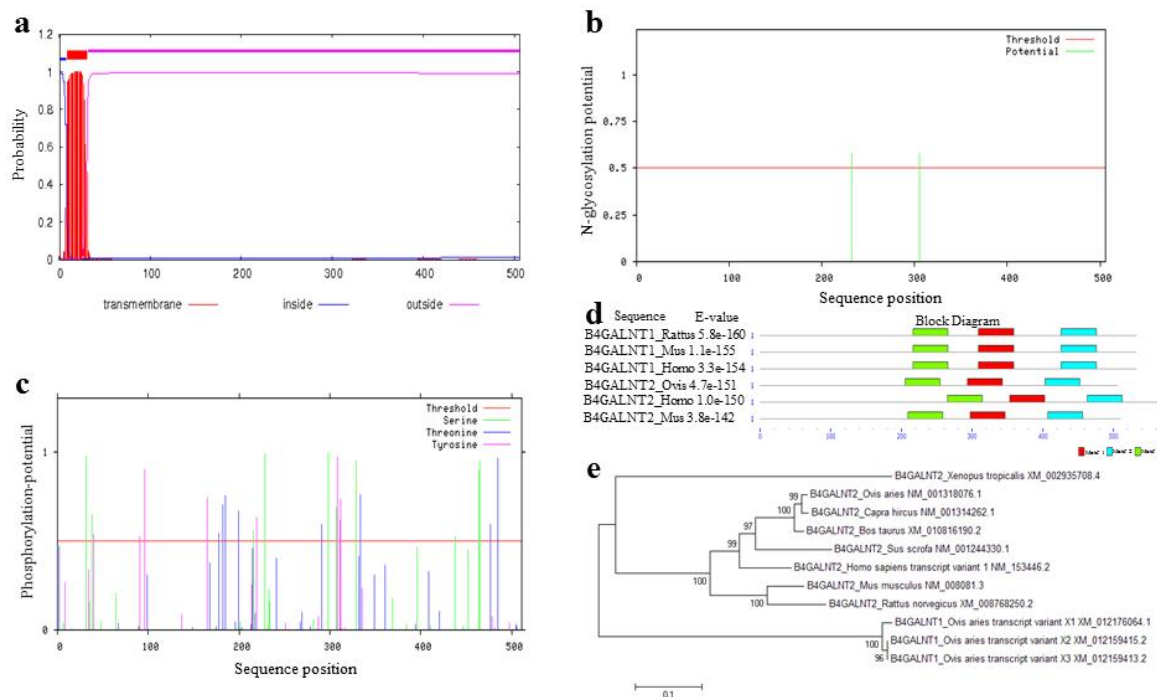 a
1.2
1
0.8
0.6
0.4
0.2
0
Probability
0 100 200 300 400 500
transmembrane inside outside
b
Threshold
Potential
1
0.75
0.5
0.25
0
N-glycosylation potential
0 100 200 300 400 500
Sequence position
c
Threshold
Serine
Threonine
Tyrosine
1
0
Phosphorylation-potential
0 100 200 300 400 500
Sequence position
d
Sequence E-value Block Diagram
B4GALNT1_Rattus 5.8e-160
B4GALNT1_Mus 1.1e-155
B4GALNT1_Homo 3.3e-154
B4GALNT2_Ovis 4.7e-151
B4GALNT2_Homo 1.0e-150
B4GALNT2_Mus 3.8e-142
0 100 200 300 400 500
e
B4GALNT2_Xenopus tropicalis XM_002935708.4
B4GALNT2_Ovis aries NM_001318076.1
B4GALNT2_Capra hircus NM_001314262.1
B4GALNT2_Bos taurus XM_010816190.2
B4GALNT2_Sus scrofa NM_001244330.1
B4GALNT2_Homo sapiens transcript variant 1 NM_153446.2
B4GALNT2_Mus musculus NM_008081.3
B4GALNT2_Rattus norvegicus XM_008768250.2
B4GALNT1_Ovis aries transcript variant X1 XM_012176064.1
B4GALNT1_Ovis aries transcript variant X2 XM_012159415.2
B4GALNT1_Ovis aries transcript variant X3 XM_012159413.2
99
100
97
99
100
100
100
96
0.1